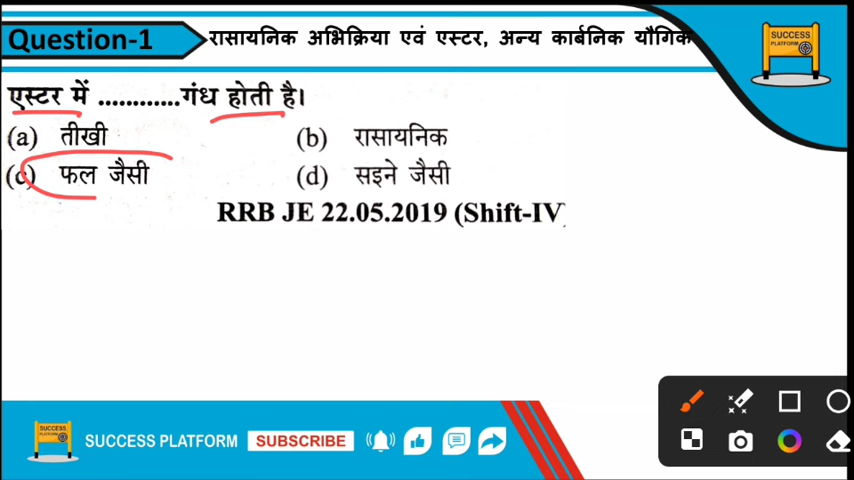 Question-1
रासायनिक अभिक्रिया एवं एस्टर, अन्य कार्बनिक यौगिक
SUCCESS
PLATFORM
एस्टर में ............गंध होती है।
(a) तीखी
(b) रासायनिक
(c) फल जैसी
(d) सइने जैसी
RRB JE 22.05.2019 (Shift-IV)
SUCCESS
PLATFORM
SUCCESS PLATFORM
SUBSCRIBE